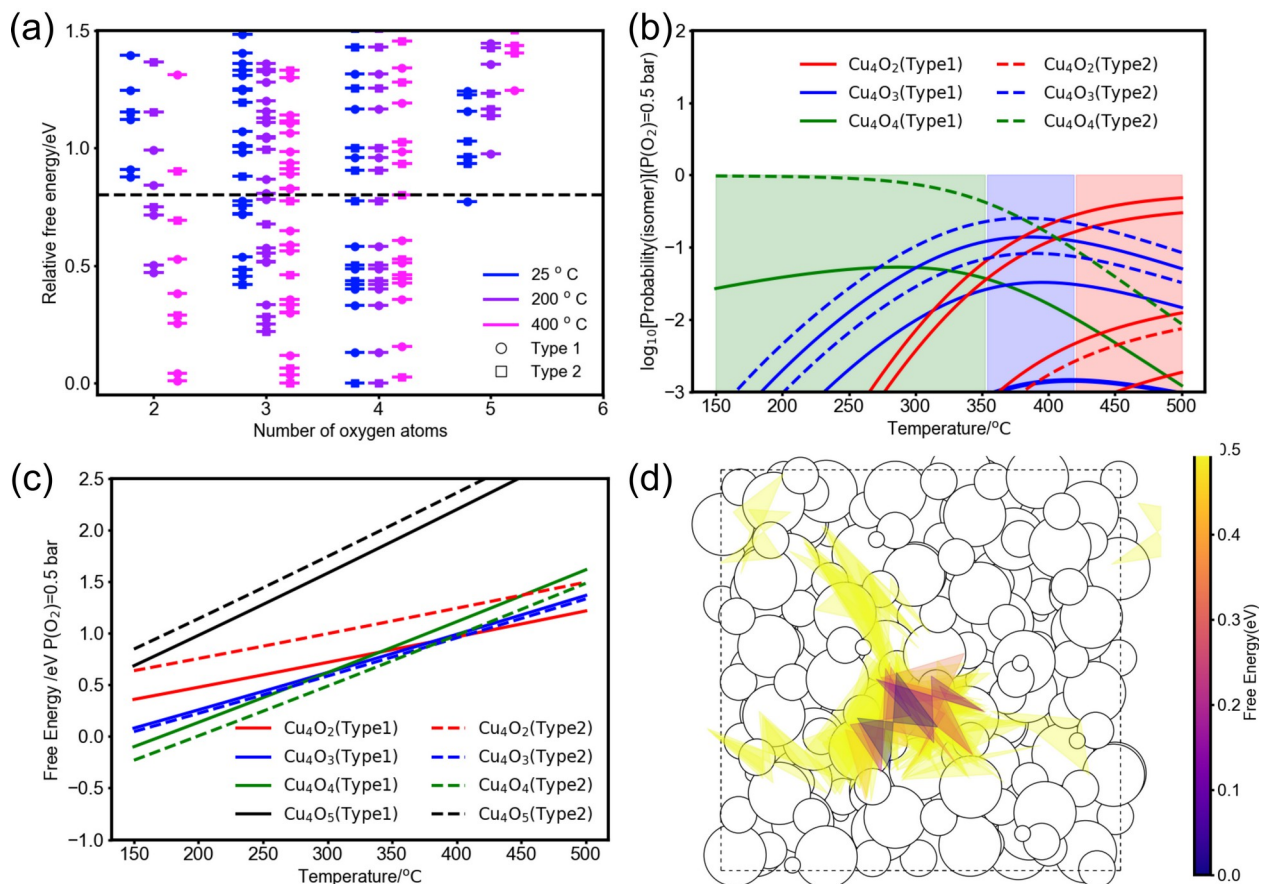 (a)
1.5
1.0
0.5
0.0
Relative free energy/eV
25 °C
200 °C
400 °C
Type 1
Type 2
2 3 4 5 6
Number of oxygen atoms
(b)
2
1
0
−1
−2
−3
log₁₀[Probability(isomer)](P(O₂)=0.5 bar)
Cu₄O₂(Type1) Cu₄O₂(Type2)
Cu₄O₃(Type1) Cu₄O₃(Type2)
Cu₄O₄(Type1) Cu₄O₄(Type2)
150 200 250 300 350 400 450 500
Temperature/°C
(c)
2.5
2.0
1.5
1.0
0.5
0.0
−0.5
−1.0
Free Energy /eV P(O₂)=0.5 bar
Cu₄O₂(Type1) Cu₄O₂(Type2)
Cu₄O₃(Type1) Cu₄O₃(Type2)
Cu₄O₄(Type1) Cu₄O₄(Type2)
Cu₄O₅(Type1) Cu₄O₅(Type2)
150 200 250 300 350 400 450 500
Temperature/°C
(d)
0.5
0.4
0.3
0.2
0.1
0.0
Free Energy(eV)